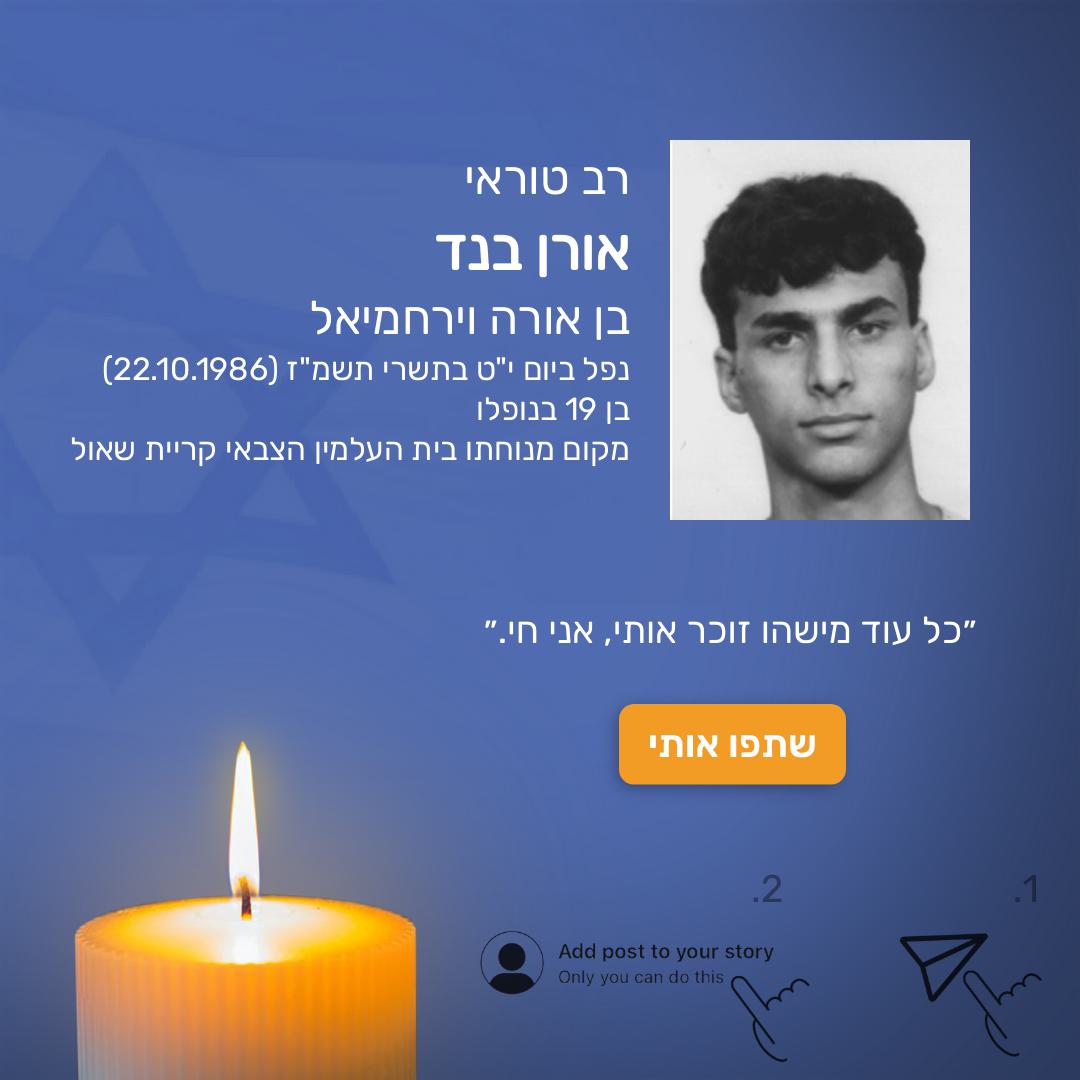 רב טוראי
אורן בנד
בן אורה וירחמיאל
נפל ביום י"ט בתשרי תשמ"ז (22.10.1986)
בן 19 בנופלו
מקום מנוחתו בית העלמין הצבאי קריית שאול
״כל עוד מישהו זוכר אותי, אני חי.״
שתפו אותי
1.
2.
Add post to your story
Only you can do this